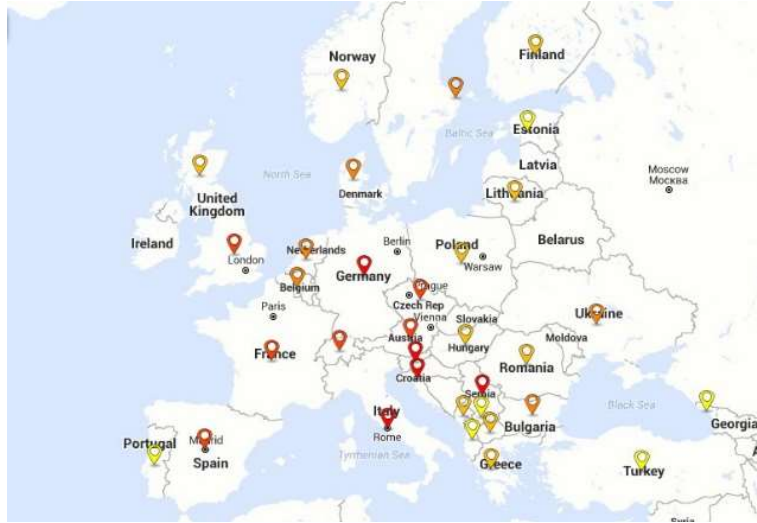 Norway
Finland
Baltic Sea
Estonia
Latvia
Moscow
Москва
North Sea
Denmark
Lithuania
United
Kingdom
Ireland
Netherlands
Berlin
Poland
Belarus
London
Germany
Warsaw
Belgium
Prague
Paris
Czech Rep
Vienna
Slovakia
Ukraine
France
Austria
Hungary
Moldova
Romania
Croatia
Serbia
Italy
Black Sea
Portugal
Madrid
Rome
Bulgaria
Georgia
Spain
Tyrrhenian Sea
Greece
Turkey
Syria